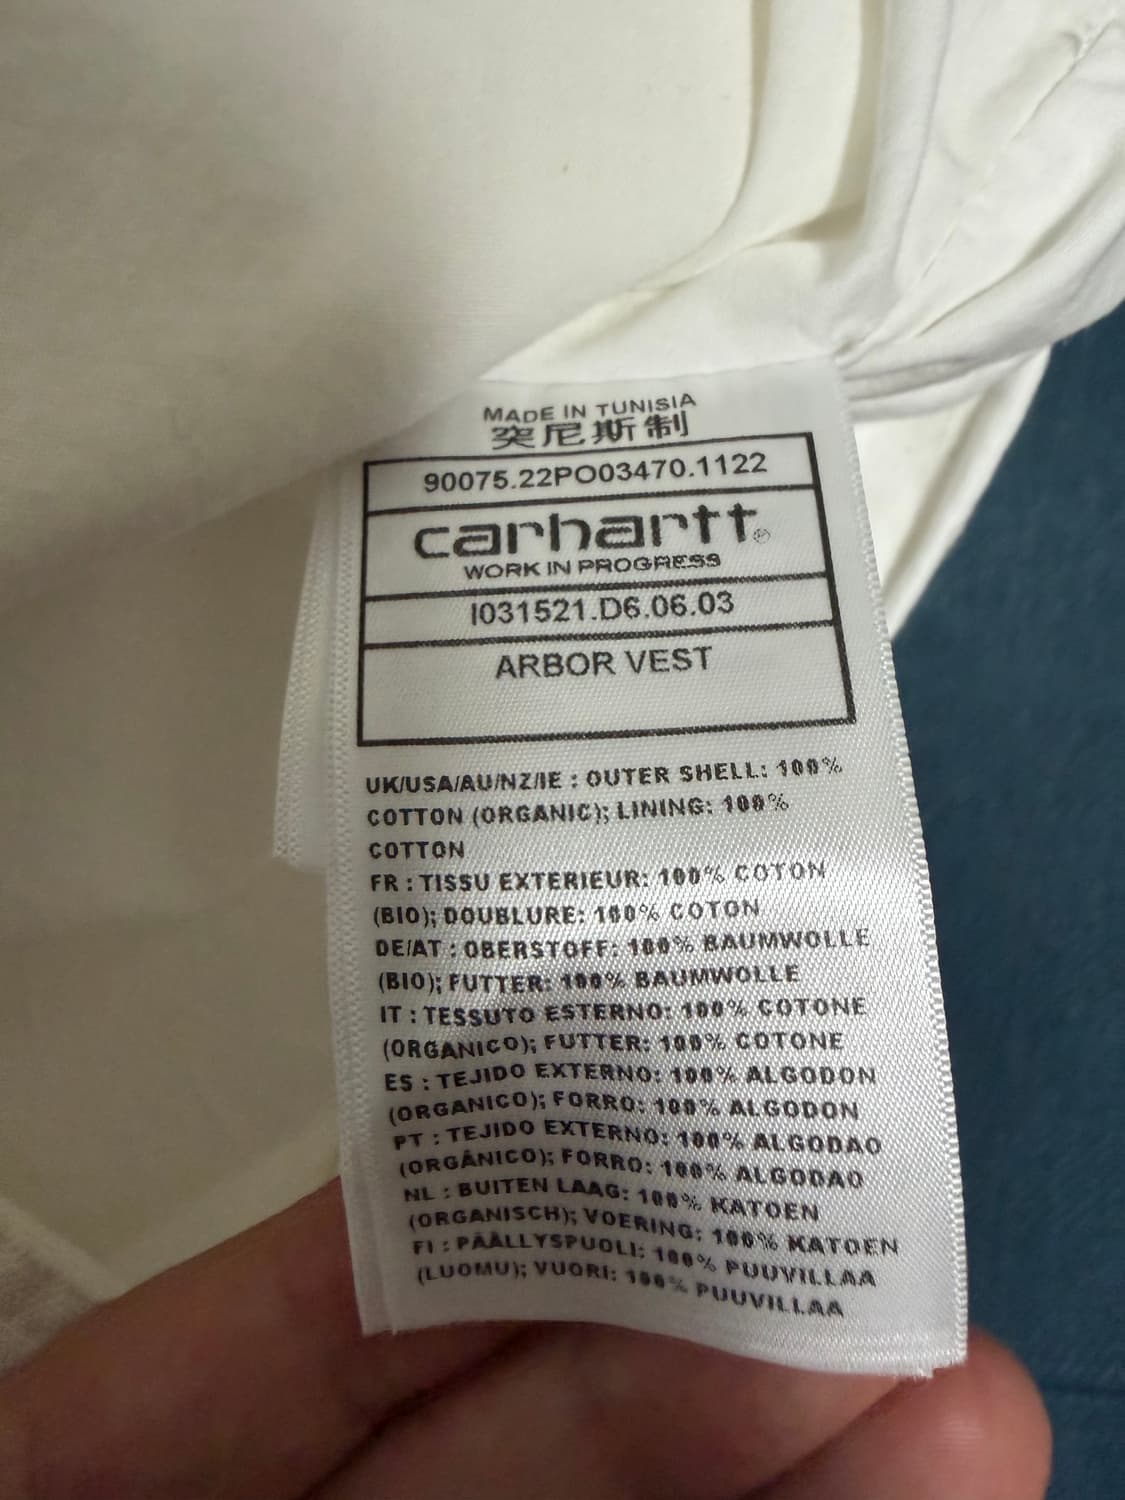 MADE IN TUNISIA
突尼斯制
90075.22PO03470.1122
carhartt®
WORK IN PROGRESS
I031521.D6.06.03
ARBOR VEST
UK/USA/AU/NZ/IE : OUTER SHELL: 100%
COTTON (ORGANIC); LINING: 100%
COTTON
FR : TISSU EXTERIEUR: 100% COTON
(BIO); DOUBLURE: 100% COTON
DE/AT : OBERSTOFF: 100% BAUMWOLLE
(BIO); FUTTER: 100% BAUMWOLLE
IT : TESSUTO ESTERNO: 100% COTONE
(ORGANICO); FUTTER: 100% COTONE
ES : TEJIDO EXTERNO: 100% ALGODON
(ORGANICO); FORRO: 100% ALGODON
PT : TEJIDO EXTERNO: 100% ALGODAO
(ORGÂNICO); FORRO: 100% ALGODAO
NL : BUITEN LAAG: 100% KATOEN
(ORGANISCH); VOERING: 100% KATOEN
FI : PÄÄLLYSPUOLI: 100% PUUVILLAA
(LUOMU); VUORI: 100% PUUVILLAA